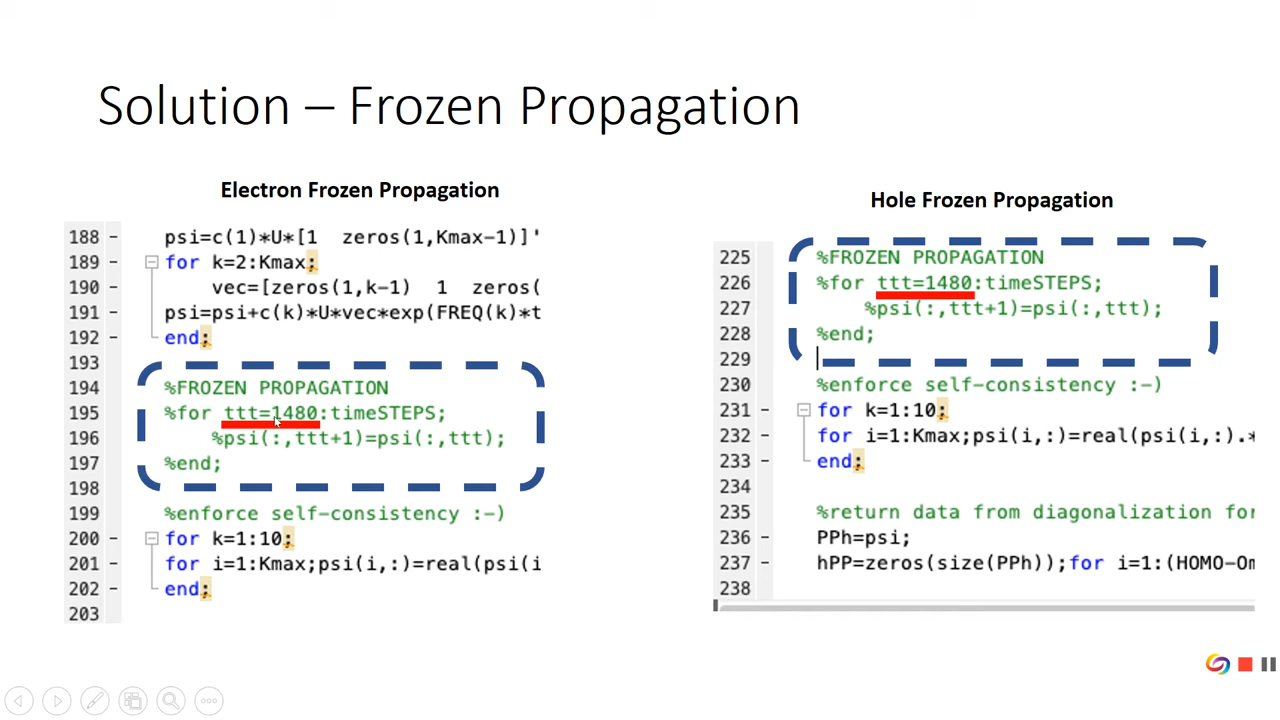 Solution – Frozen Propagation
Electron Frozen Propagation
188 - psi=c(1)*U*[1 zeros(1,Kmax-1)]'
189 - for k=2:Kmax;
190 - vec=[zeros(1,k-1) 1 zeros(
191 - psi=psi+c(k)*U*vec*exp(FREQ(k)*t
192 - end;
193
194 %FROZEN PROPAGATION
195 %for ttt=1480:timeSTEPS;
196 %psi(:,ttt+1)=psi(:,ttt);
197 %end;
198
199 %enforce self-consistency :-)
200 - for k=1:10;
201 - for i=1:Kmax;psi(i,:)=real(psi(i
202 - end;
203
Hole Frozen Propagation
225 %FROZEN PROPAGATION
226 %for ttt=1480:timeSTEPS;
227 %psi(:,ttt+1)=psi(:,ttt);
228 %end;
229
230 %enforce self-consistency :-)
231 - for k=1:10;
232 - for i=1:Kmax;psi(i,:)=real(psi(i,:).*
233 - end;
234
235 %return data from diagonalization for
236 - PPh=psi;
237 - hPP=zeros(size(PPh));for i=1:(HOMO-Om
238